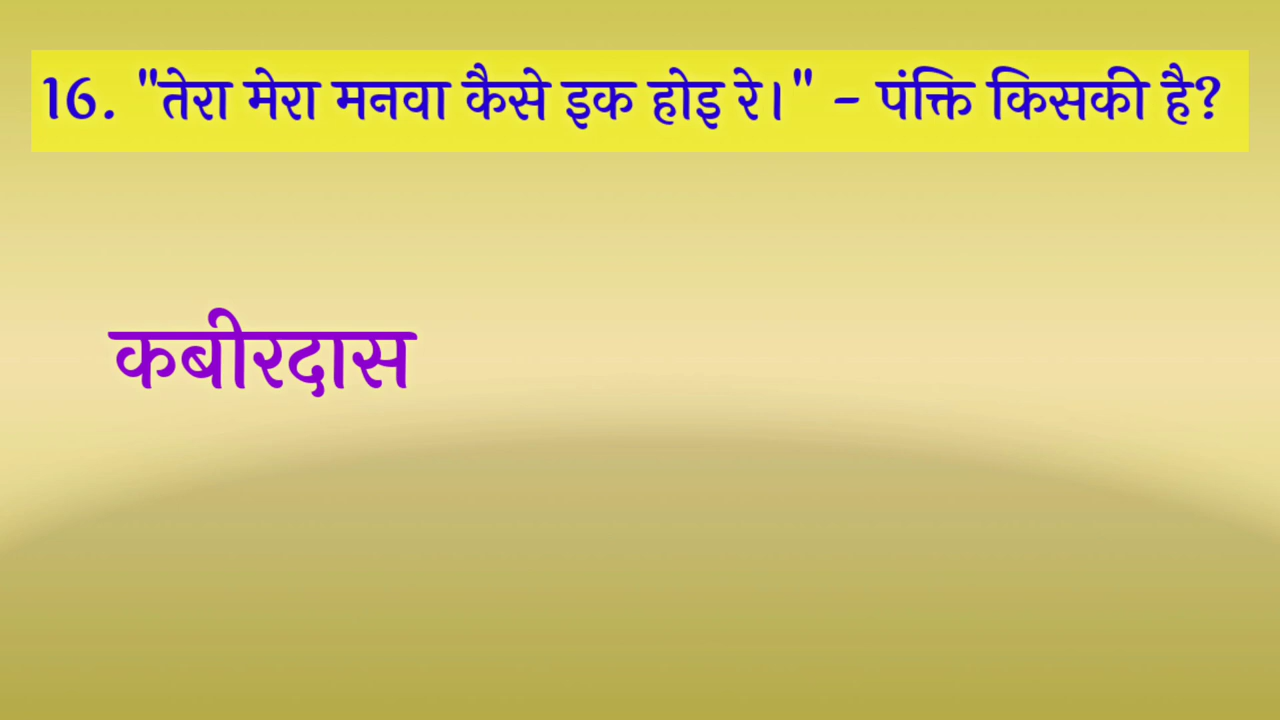 16. "तेरा मेरा मनवा कैसे इक होइ रे।" - पंक्ति किसकी है?
कबीरदास